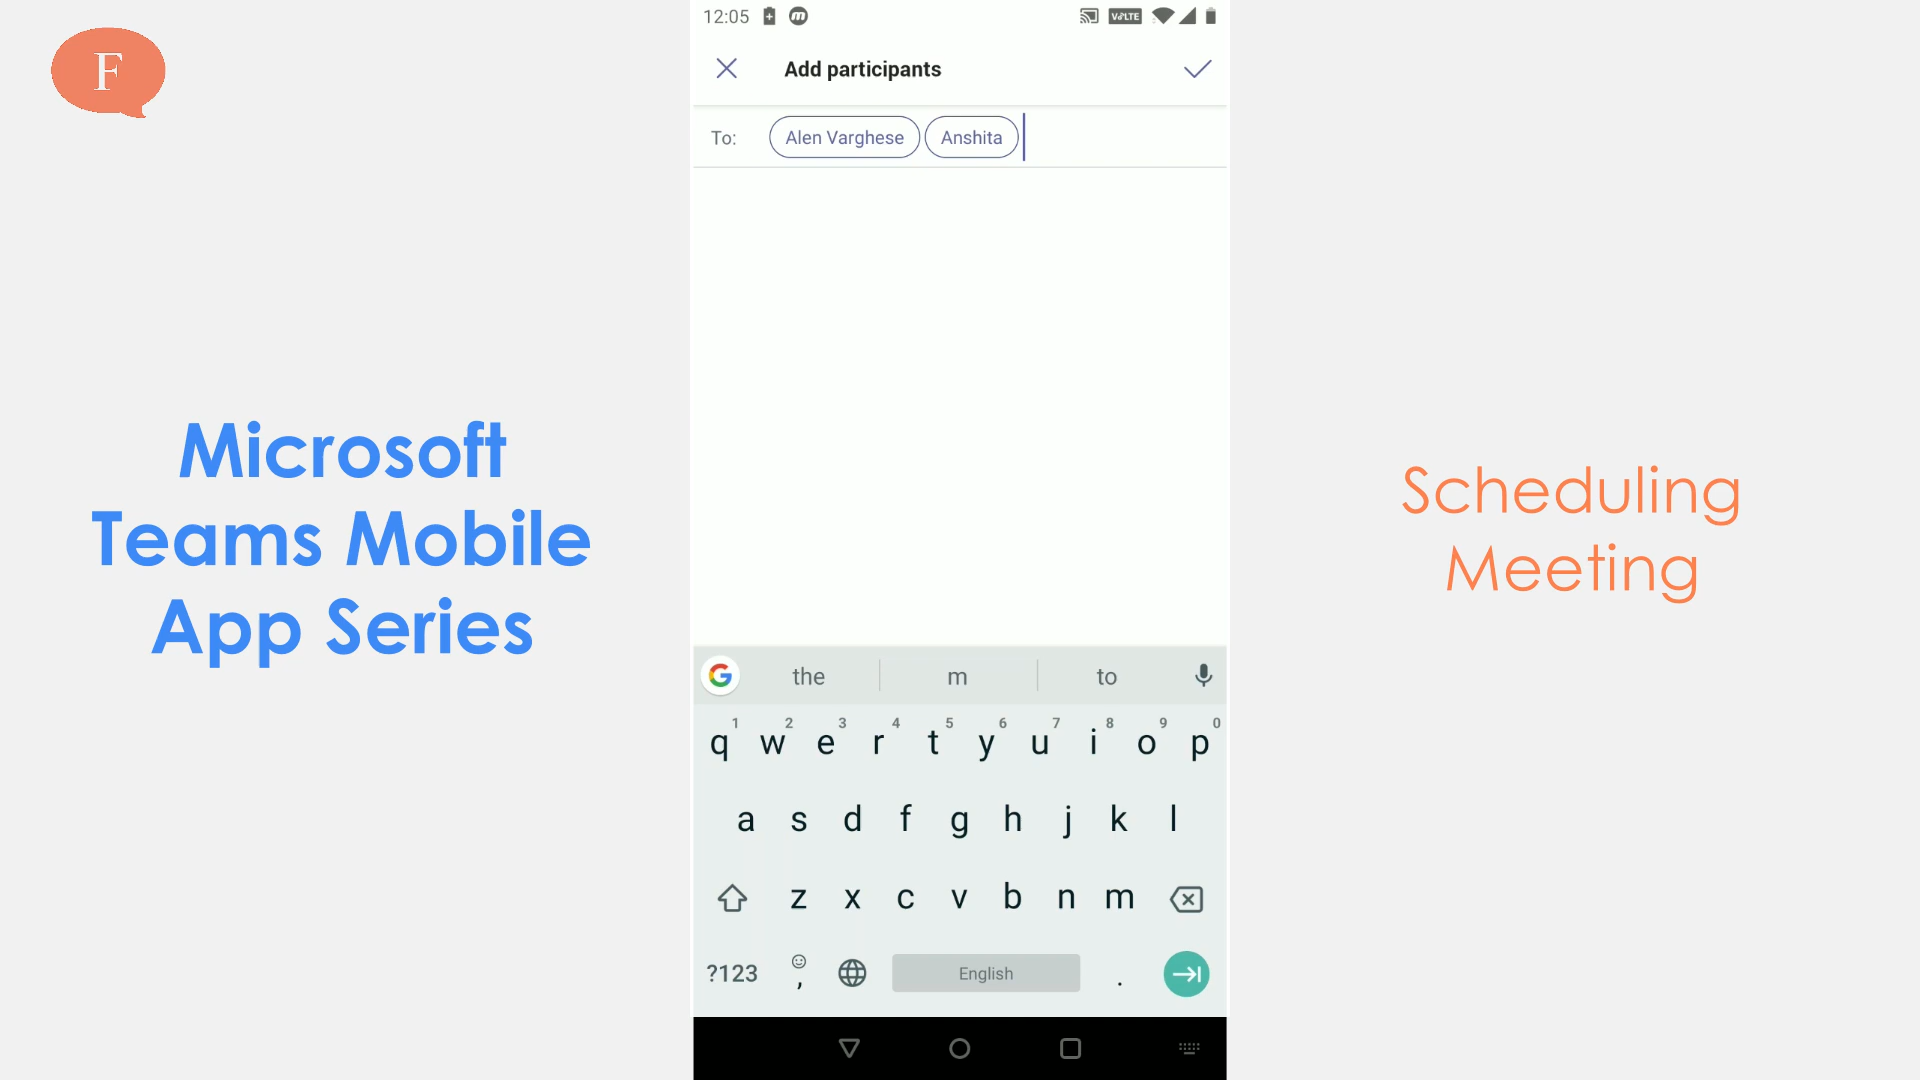 F
Microsoft
Teams Mobile
App Series
12:05 m VoLTE
Add participants
To: Alen Varghese Anshita
G the m to
1 2 3 4 5 6 7 8 9 0
q w e r t y u i o p
a s d f g h j k l
z x c v b n m
?123 , English .
Scheduling
Meeting